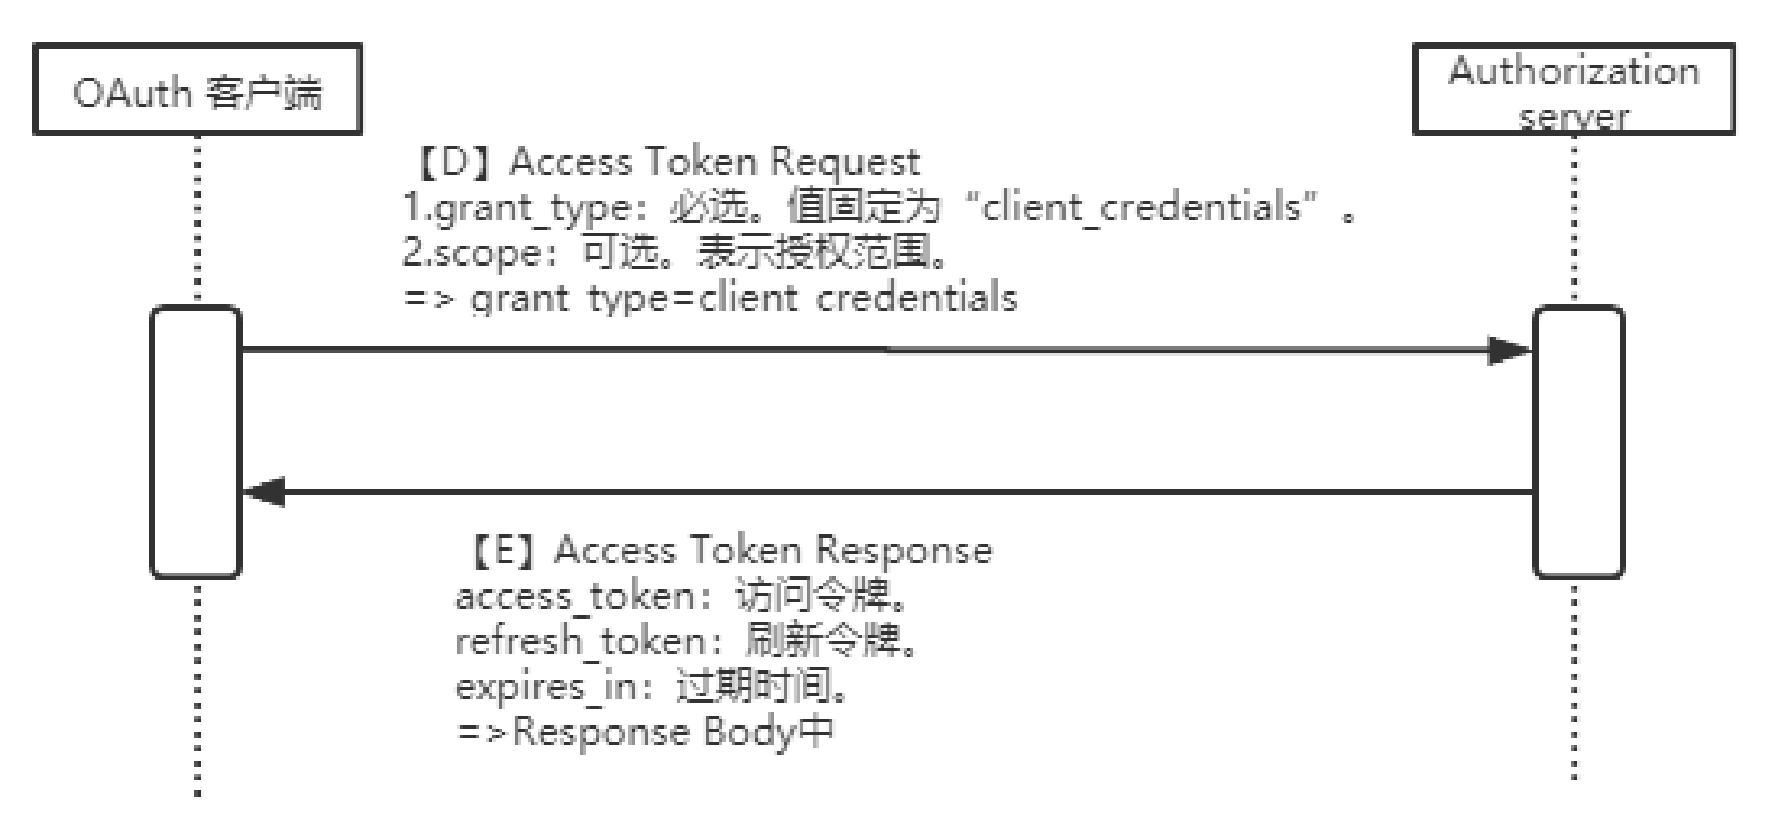 OAuth 客户端
Authorization
server
【D】Access Token Request
1.grant_type：必选。值固定为“client_credentials”。
2.scope：可选。表示授权范围。
=> grant_type=client_credentials
【E】Access Token Response
access_token：访问令牌。
refresh_token：刷新令牌。
expires_in：过期时间。
=>Response Body中